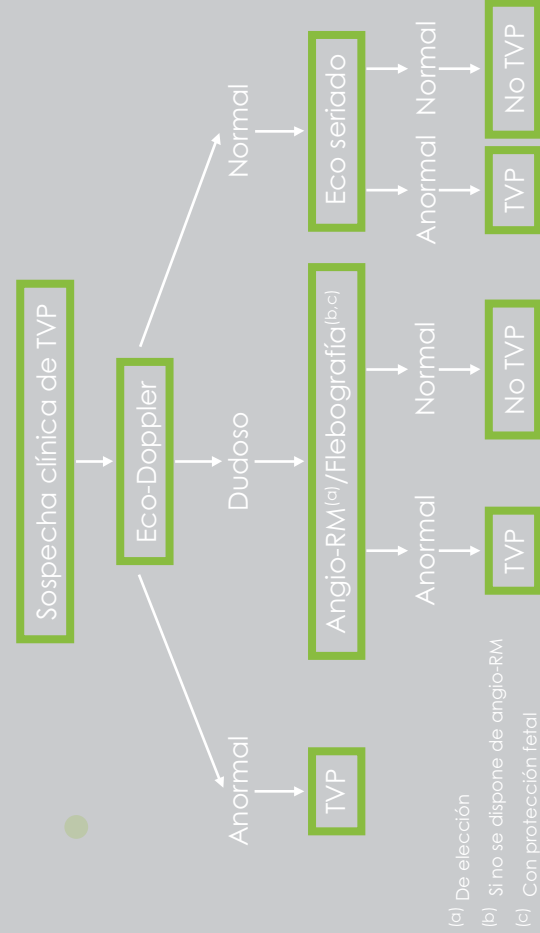 Sospecha clínica de TVP
Eco-Doppler
Anormal
Dudoso
Normal
TVP
Angio-RM(a)/Flebografía(b,c)
Eco seriado
Anormal
Normal
Anormal
Normal
TVP
No TVP
TVP
No TVP
(a) De elección
(b) Si no se dispone de angio-RM
(c) Con protección fetal